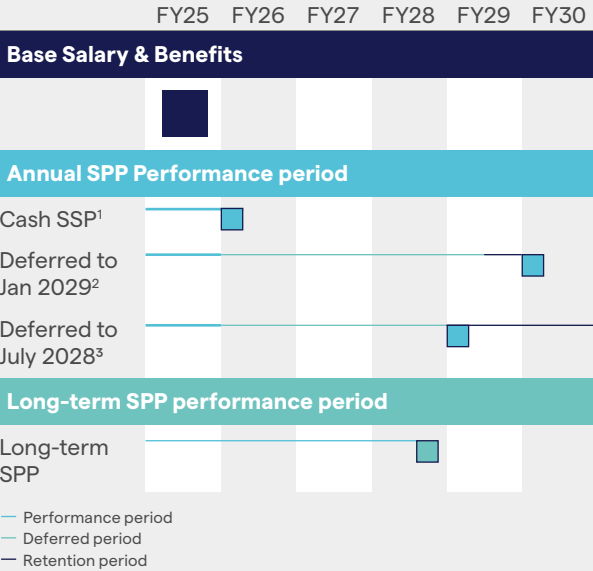 FY25 FY26 FY27 FY28 FY29 FY30
Base Salary & Benefits
Annual SPP Performance period
Cash SSP¹
Deferred to
Jan 2029²
Deferred to
July 2028³
Long-term SPP performance period
Long-term
SPP
Performance period
Deferred period
Retention period